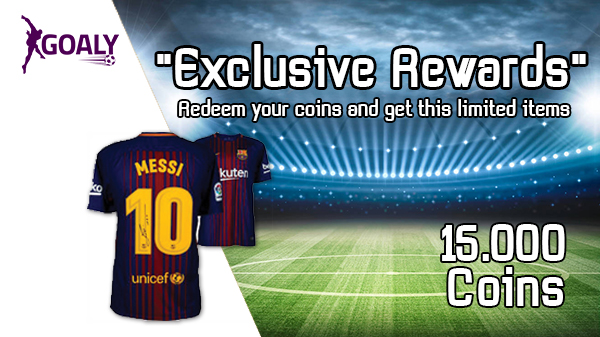 GOALY
"Exclusive Rewards"
Redeem your coins and get this limited items
MESSI
10
unicef
kuten
15.000
Coins